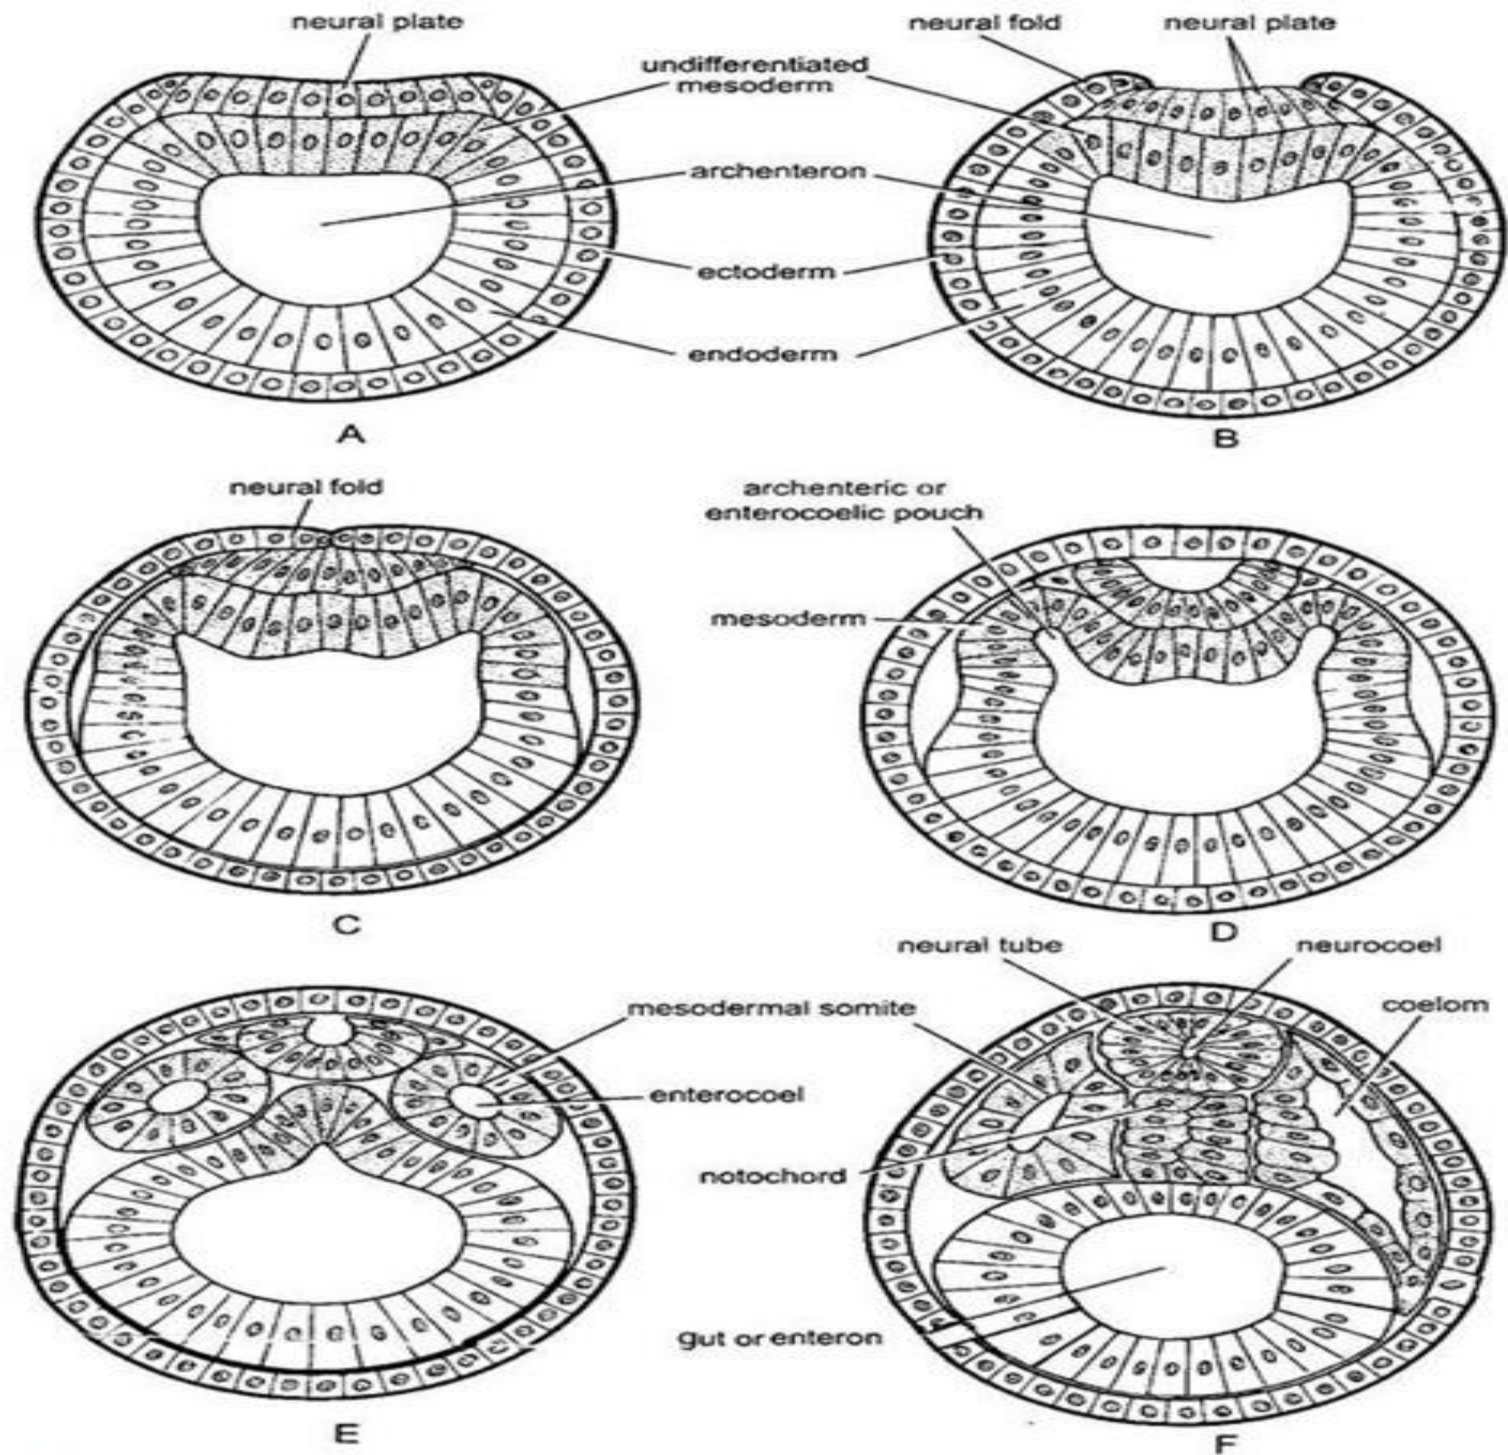 neural plate
neural fold
neural plate
undifferentiated
mesoderm
archenteron
ectoderm
endoderm
A
B
neural fold
archenteric or
enterocoelic pouch
mesoderm
C
D
neural tube
neurocoel
mesodermal somite
coelom
enterocoel
notochord
gut or enteron
E
F